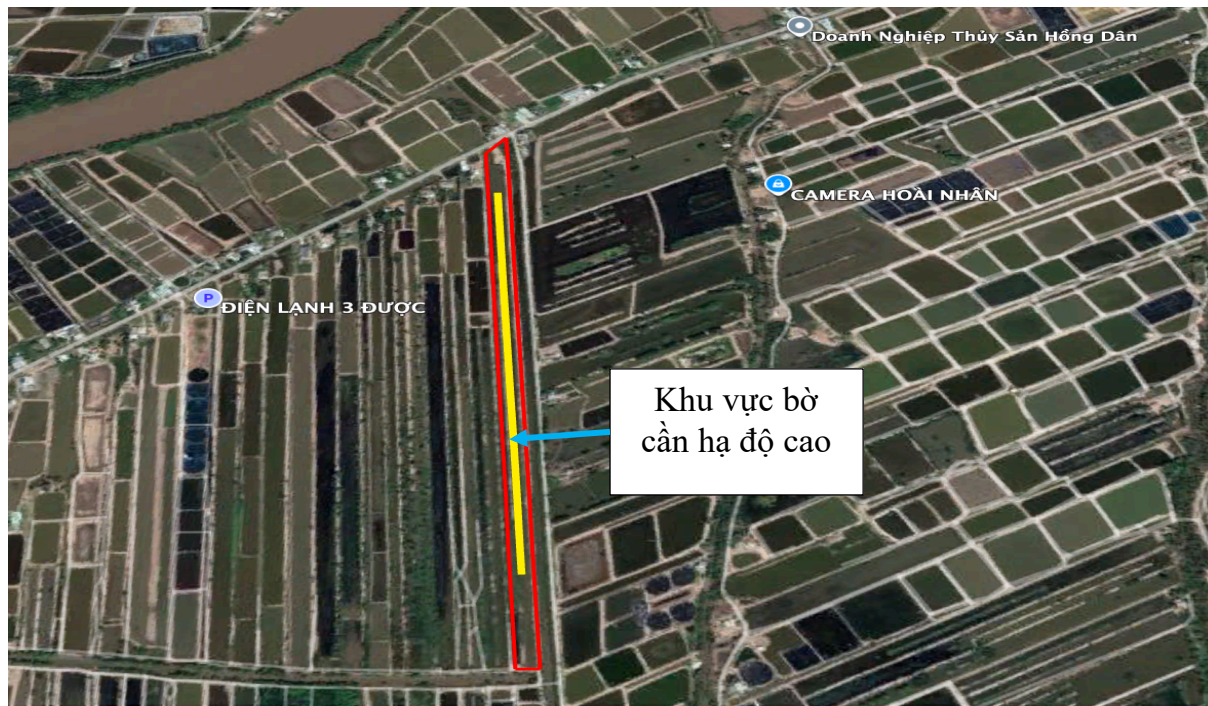 Doanh Nghiệp Thủy Sản Hồng Dân
CAMERA HOÀI NHÂN
P
ĐIỆN LẠNH 3 ĐƯỢC
Khu vực bờ
cần hạ độ cao